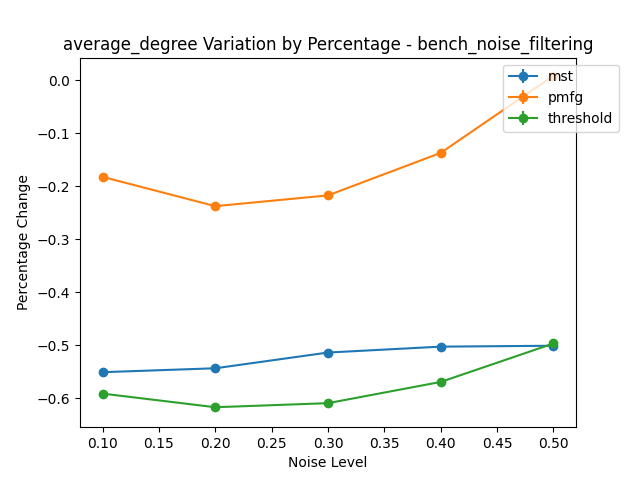 average_degree Variation by Percentage - bench_noise_filtering
mst
pmfg
threshold
0.0
−0.1
−0.2
−0.3
−0.4
−0.5
−0.6
Percentage Change
0.10
0.15
0.20
0.25
0.30
0.35
0.40
0.45
0.50
Noise Level